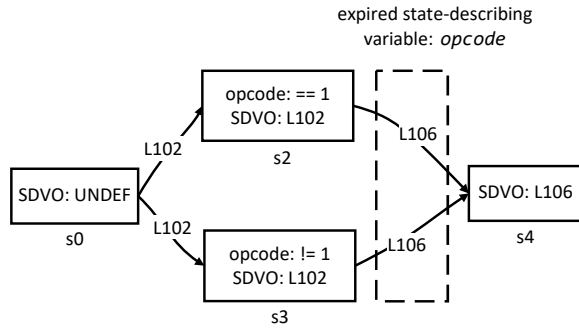 expired state-describing
variable: opcode
opcode: == 1
SDVO: L102
s2
L102
L106
SDVO: UNDEF
s0
SDVO: L106
s4
L102
L106
opcode: != 1
SDVO: L102
s3